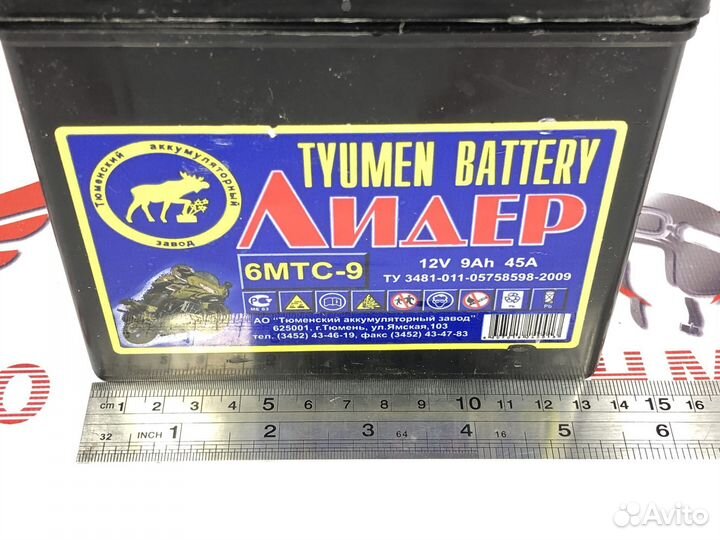 Тюменский аккумуляторный
завод
TYUMEN BATTERY
ЛИДЕР
6МТС-9
12V 9Ah 45A
ТУ 3481-011-05758598-2009
Pb
АО "Тюменский аккумуляторный завод"
625001, г.Тюмень, ул.Ямская,103
тел. (3452) 43-46-19, факс (3452) 43-47-83
cm 1 2 3 4 5 6 7 8 9 10 11 12 13 14 15 16
32 INCH 1 2 3 64 4 16 5 6
Avito